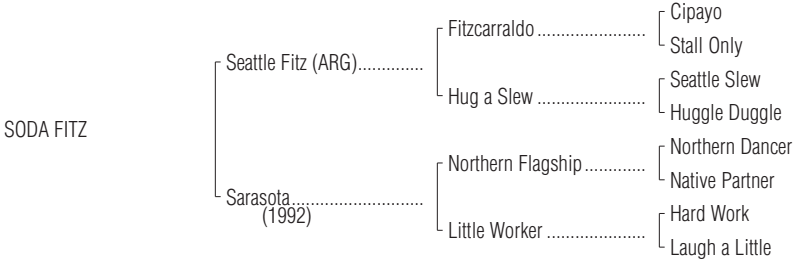 Cipayo
Fitzcarraldo .......................
Stall Only
Seattle Fitz (ARG)..............
Seattle Slew
Hug a Slew .......................
Huggle Duggle
SODA FITZ
Northern Dancer
Northern Flagship .............
Native Partner
Sarasota............................
(1992)
Hard Work
Little Worker .....................
Laugh a Little